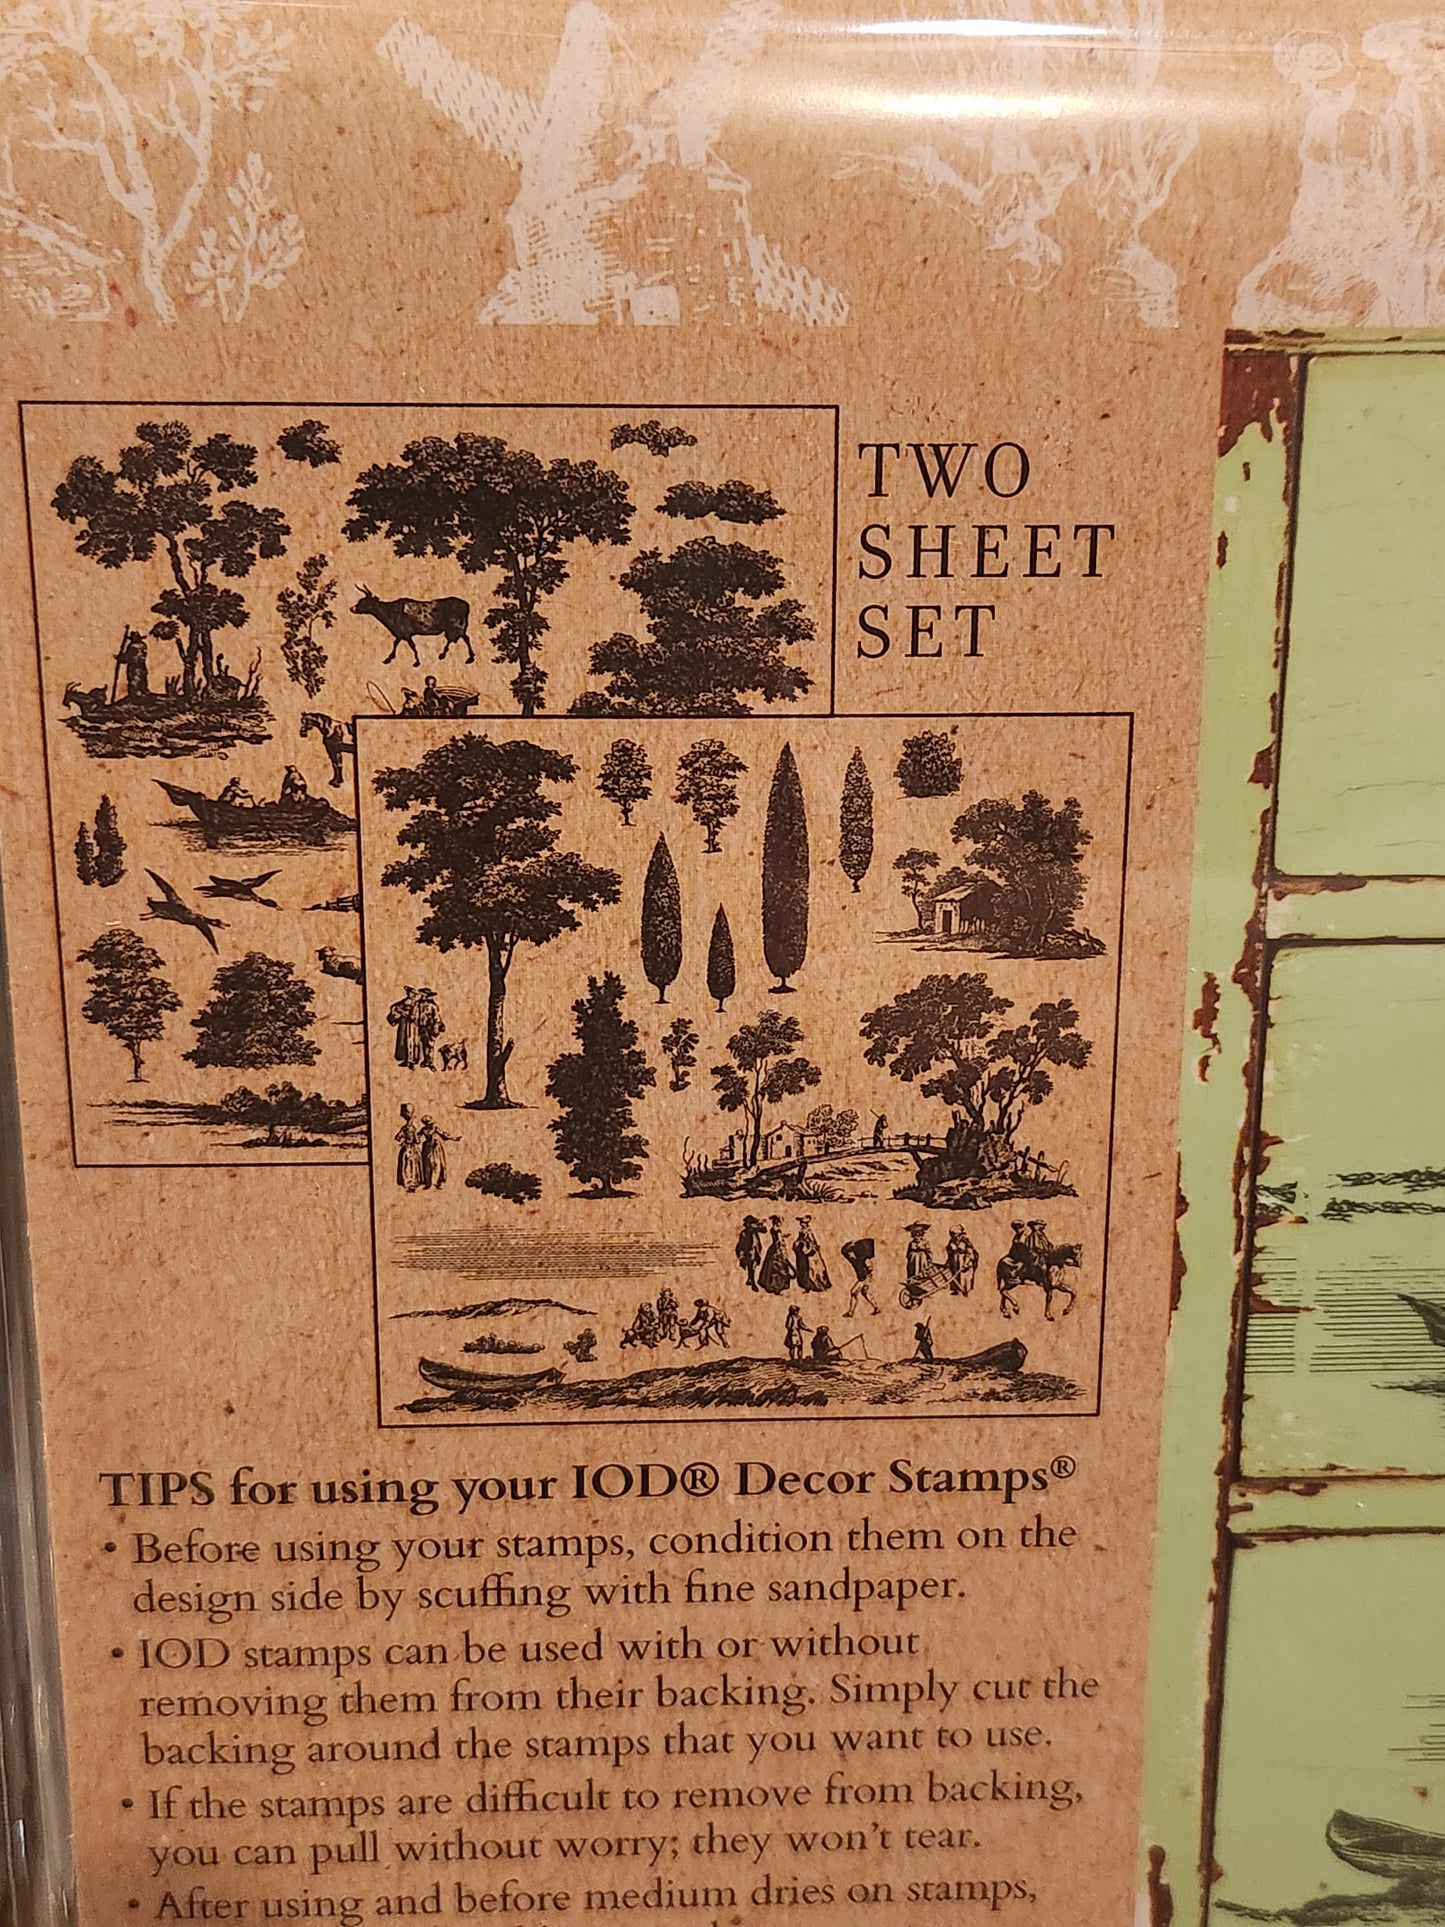 TWO
SHEET
SET
TIPS for using your IOD® Decor Stamps®
• Before using your stamps, condition them on the
design side by scuffing with fine sandpaper.
• IOD stamps can be used with or without
removing them from their backing. Simply cut the
backing around the stamps that you want to use.
• If the stamps are difficult to remove from backing,
you can pull without worry; they won't tear.
• After using and before medium dries on stamps,